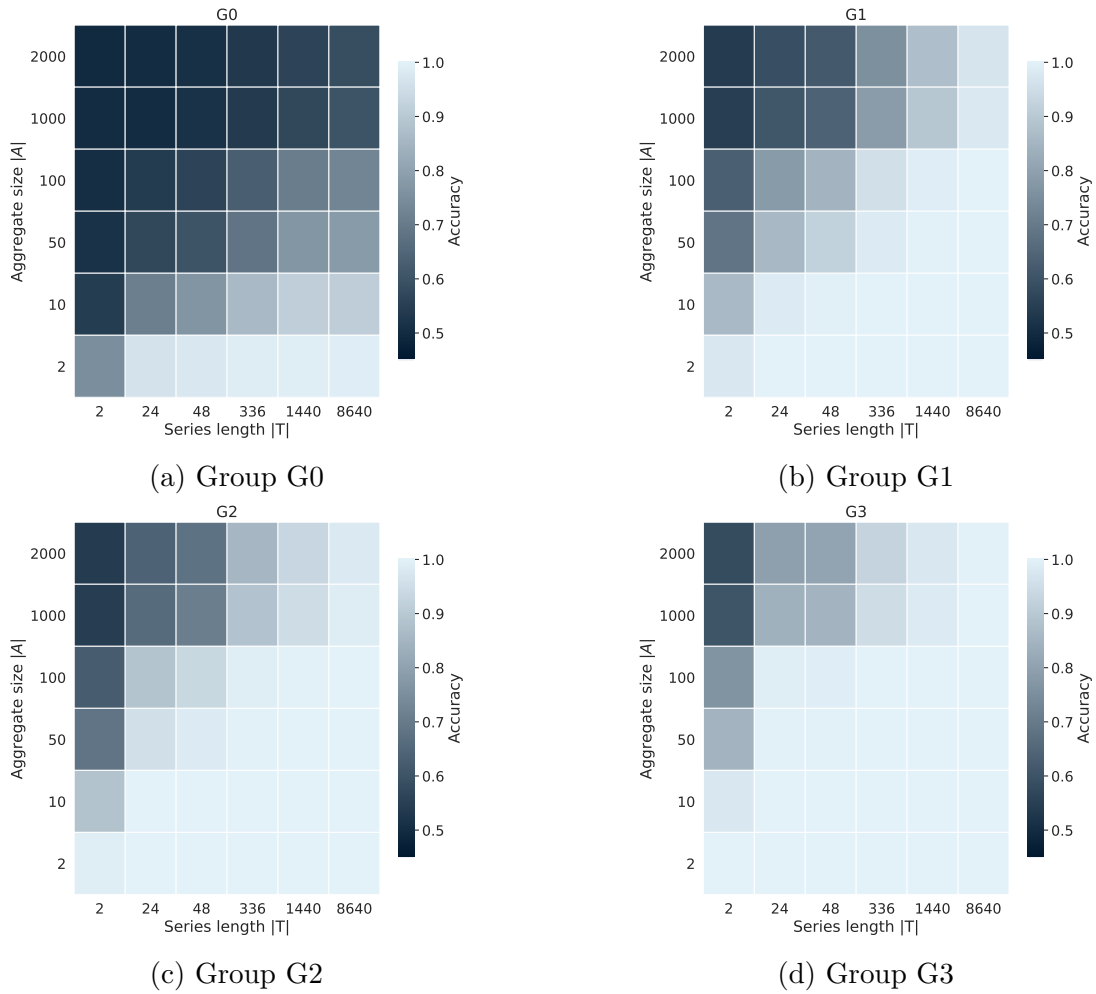 G0
2000
1000
100
50
10
2
Aggregate size |A|
2 24 48 336 1440 8640
Series length |T|
1.0
0.9
0.8
0.7
0.6
0.5
Accuracy
(a) Group G0
G1
2000
1000
100
50
10
2
Aggregate size |A|
2 24 48 336 1440 8640
Series length |T|
1.0
0.9
0.8
0.7
0.6
0.5
Accuracy
(b) Group G1
G2
2000
1000
100
50
10
2
Aggregate size |A|
2 24 48 336 1440 8640
Series length |T|
1.0
0.9
0.8
0.7
0.6
0.5
Accuracy
(c) Group G2
G3
2000
1000
100
50
10
2
Aggregate size |A|
2 24 48 336 1440 8640
Series length |T|
1.0
0.9
0.8
0.7
0.6
0.5
Accuracy
(d) Group G3